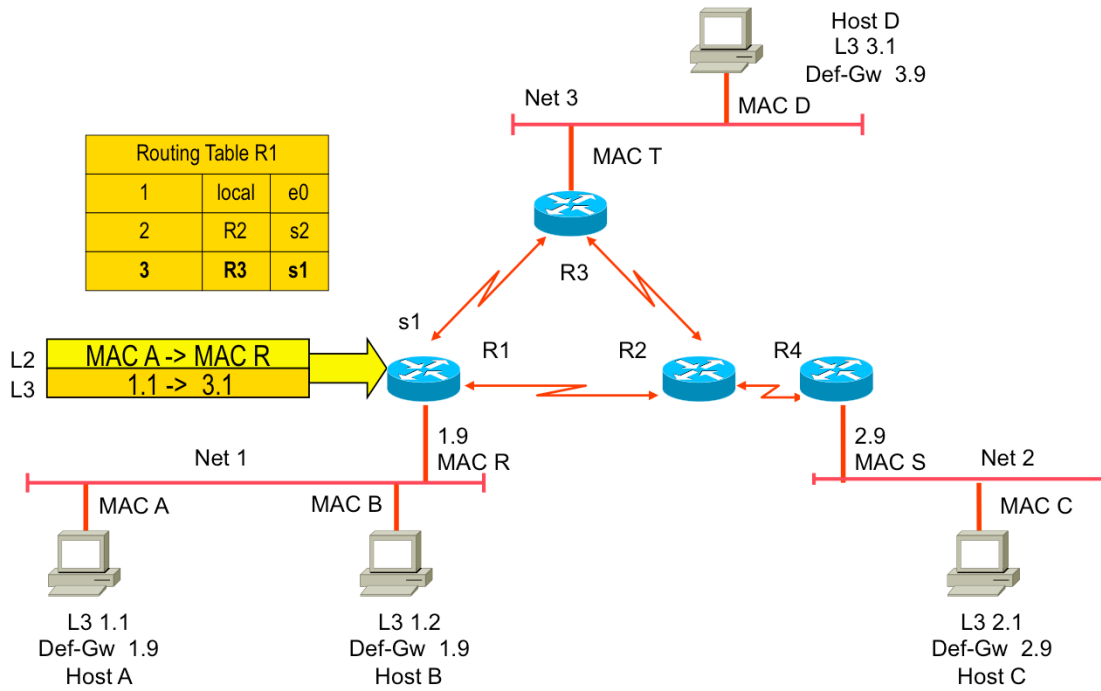 Host D
L3 3.1
Def-Gw 3.9
Net 3
MAC D
MAC T
Routing Table R1
1 local e0
2 R2 s2
3 R3 s1
R3
s1
L2 MAC A -> MAC R
L3 1.1 -> 3.1
R1
R2
R4
1.9
MAC R
2.9
MAC S
Net 1
Net 2
MAC A
MAC B
MAC C
L3 1.1
Def-Gw 1.9
Host A
L3 1.2
Def-Gw 1.9
Host B
L3 2.1
Def-Gw 2.9
Host C